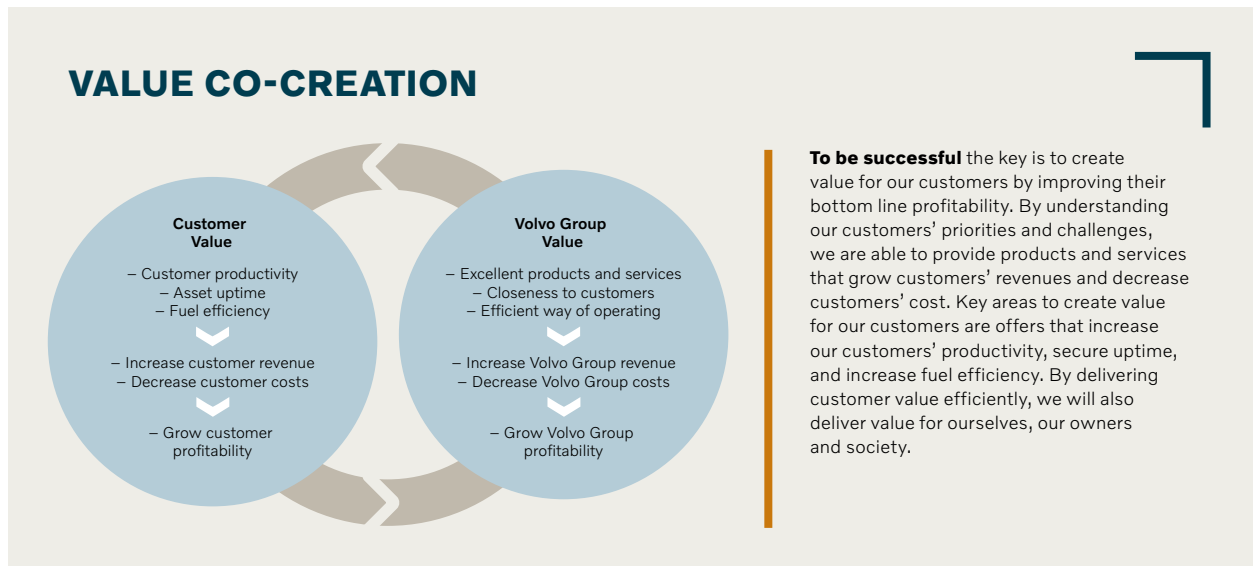 VALUE CO-CREATION
Customer
Value
– Customer productivity
– Asset uptime
– Fuel efficiency
– Increase customer revenue
– Decrease customer costs
– Grow customer
profitability
Volvo Group
Value
– Excellent products and services
– Closeness to customers
– Efficient way of operating
– Increase Volvo Group revenue
– Decrease Volvo Group costs
– Grow Volvo Group
profitability
To be successful the key is to create
value for our customers by improving their
bottom line profitability. By understanding
our customers’ priorities and challenges,
we are able to provide products and services
that grow customers’ revenues and decrease
customers’ cost. Key areas to create value
for our customers are offers that increase
our customers’ productivity, secure uptime,
and increase fuel efficiency. By delivering
customer value efficiently, we will also
deliver value for ourselves, our owners
and society.